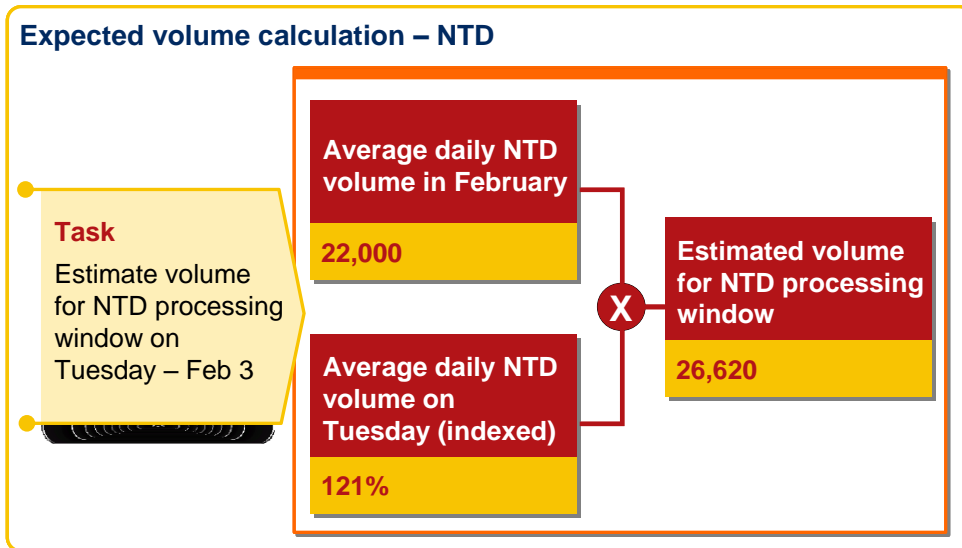 Expected volume calculation – NTD
Task
Estimate volume
for NTD processing
window on
Tuesday – Feb 3
Average daily NTD
volume in February
22,000
Average daily NTD
volume on
Tuesday (indexed)
121%
X
Estimated volume
for NTD processing
window
26,620